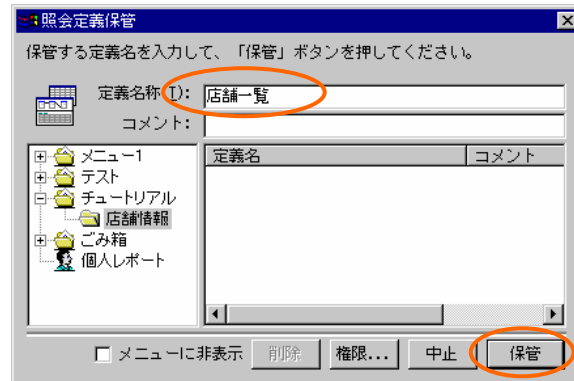 照会定義保管
保管する定義名を入力して、「保管」ボタンを押してください。
定義名称(I): 店舗一覧
コメント:
定義名 コメント
メニュー1
テスト
チュートリアル
店舗情報
ごみ箱
個人レポート
メニューに非表示 削除 権限... 中止 保管